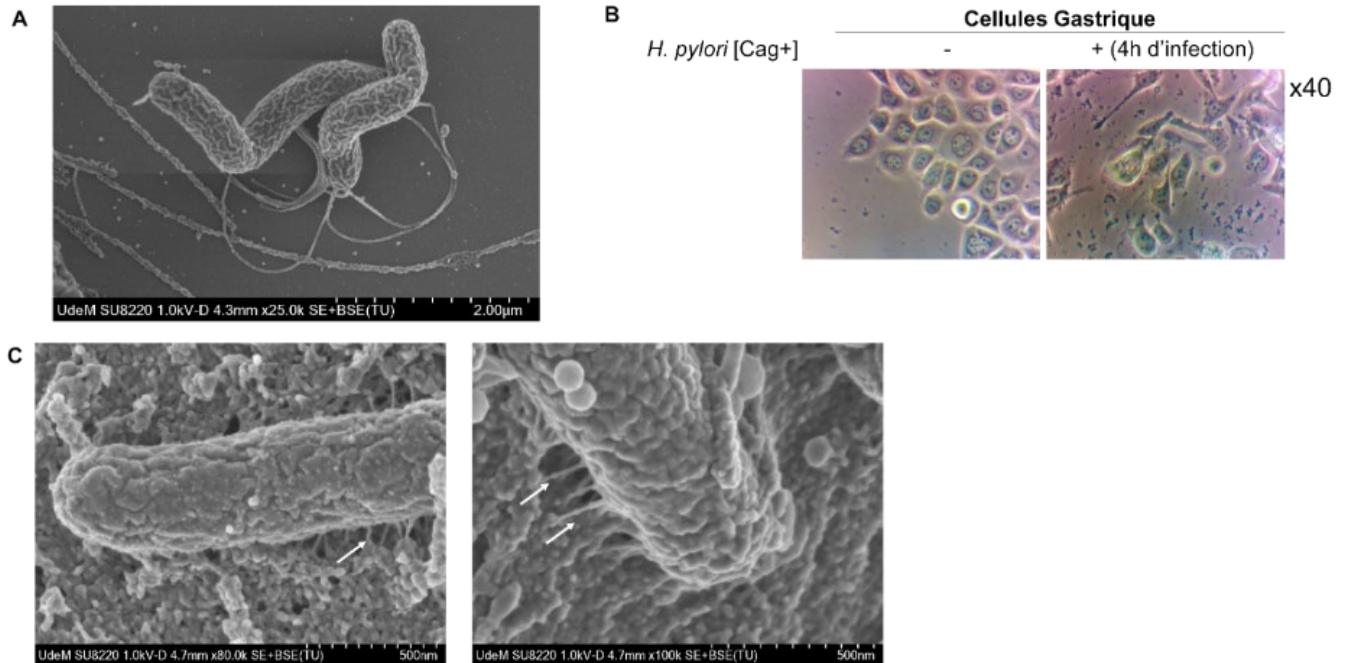 A
UdeM SU8220 1.0kV-D 4.3mm x25.0k SE+BSE(TU) 2.00µm
B
Cellules Gastrique
H. pylori [Cag+] - + (4h d’infection)
x40
C
UdeM SU8220 1.0kV-D 4.7mm x80.0k SE+BSE(TU) 500nm
UdeM SU8220 1.0kV-D 4.7mm x100k SE+BSE(TU) 500nm